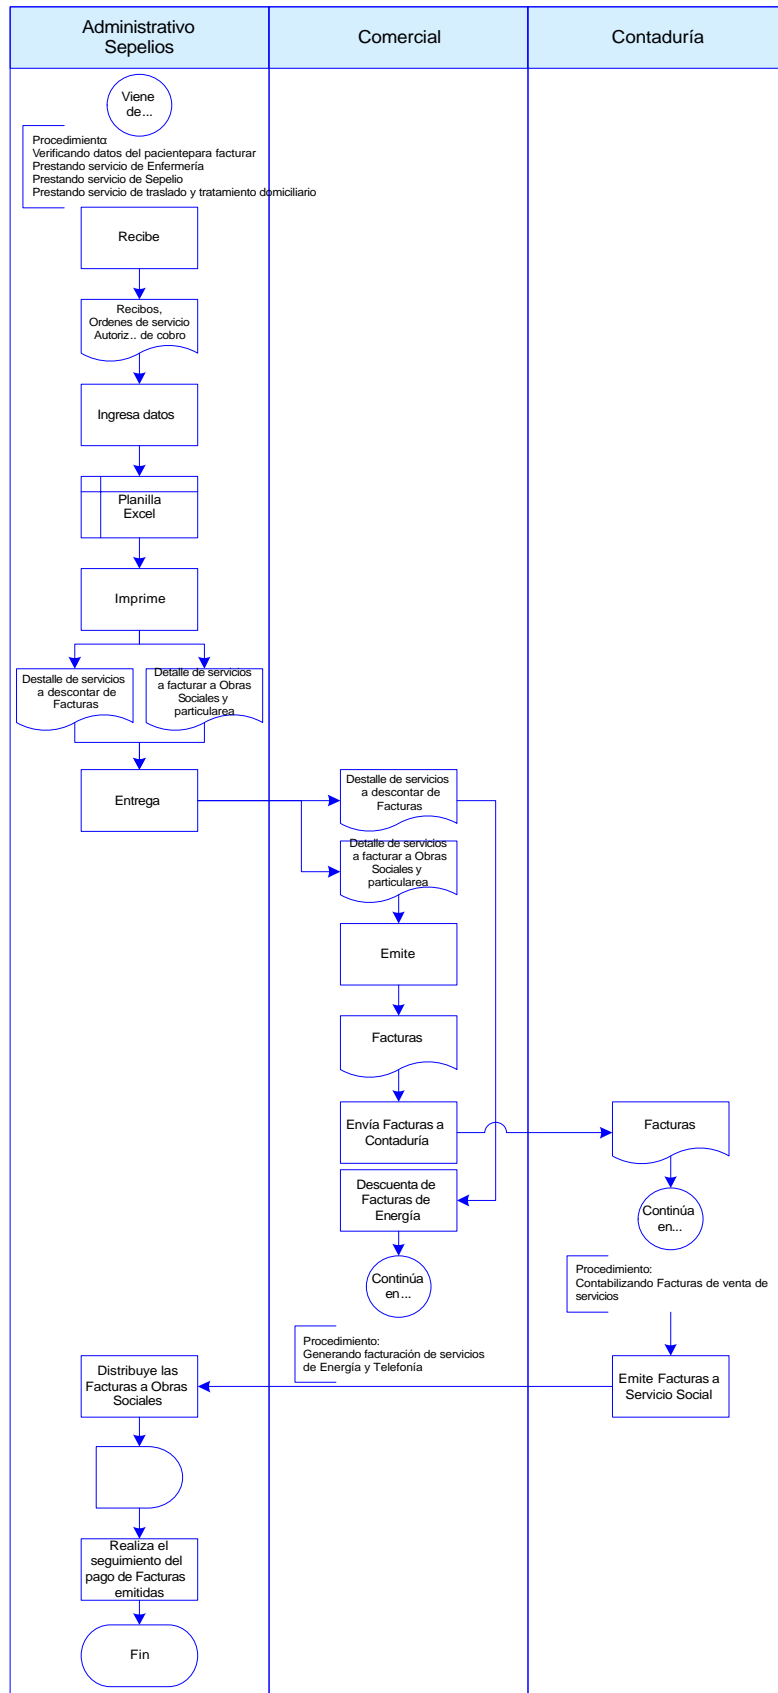 Administrativo
Sepelios
Comercial
Contaduría
Viene
de...
Procedimiento:
Verificando datos del pacientepara facturar
Prestando servicio de Enfermería
Prestando servicio de Sepelio
Prestando servicio de traslado y tratamiento domiciliario
Recibe
Recibos,
Ordenes de servicio
Autoriz... de cobro
Ingresa datos
Planilla
Excel
Imprime
Destalle de servicios
a descontar de
Facturas
Detalle de servicios
a facturar a Obras
Sociales y
particularea
Entrega
Destalle de servicios
a descontar de
Facturas
Detalle de servicios
a facturar a Obras
Sociales y
particularea
Emite
Facturas
Envía Facturas a
Contaduría
Facturas
Descuenta de
Facturas de
Energía
Continúa
en...
Continúa
en...
Procedimiento:
Contabilizando Facturas de venta de
servicios
Procedimiento:
Generando facturación de servicios
de Energía y Telefonía
Distribuye las
Facturas a Obras
Sociales
Emite Facturas a
Servicio Social
Realiza el
seguimiento del
pago de Facturas
emitidas
Fin